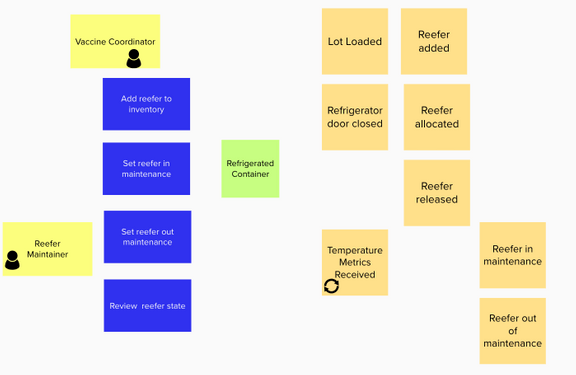 Vaccine Coordinator
Add reefer to
inventory
Set reefer in
maintenance
Set reefer out
maintenance
Review reefer state
Reefer
Maintainer
Refrigerated
Container
Lot Loaded
Refrigerator
door closed
Temperature
Metrics
Received
Reefer
added
Reefer
allocated
Reefer
released
Reefer in
maintenance
Reefer out
of
maintenance